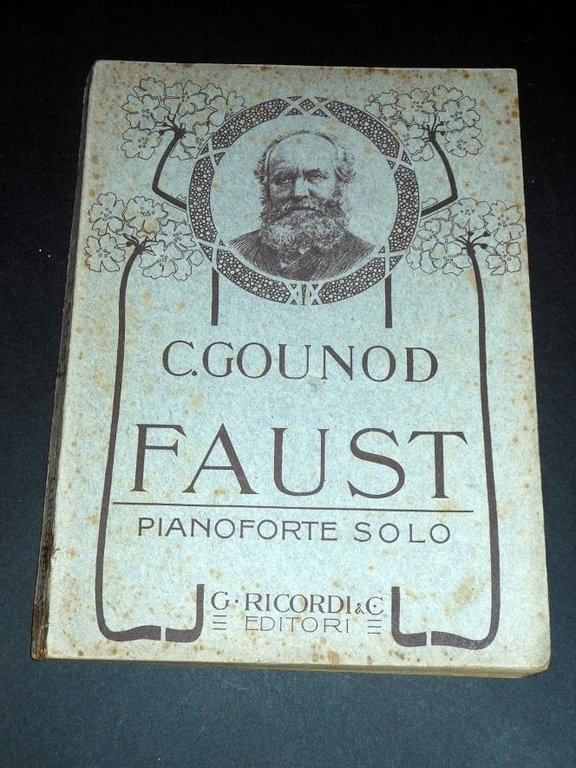 C. GOUNOD
FAUST
PIANOFORTE SOLO
G. RICORDI & C.
EDITORI